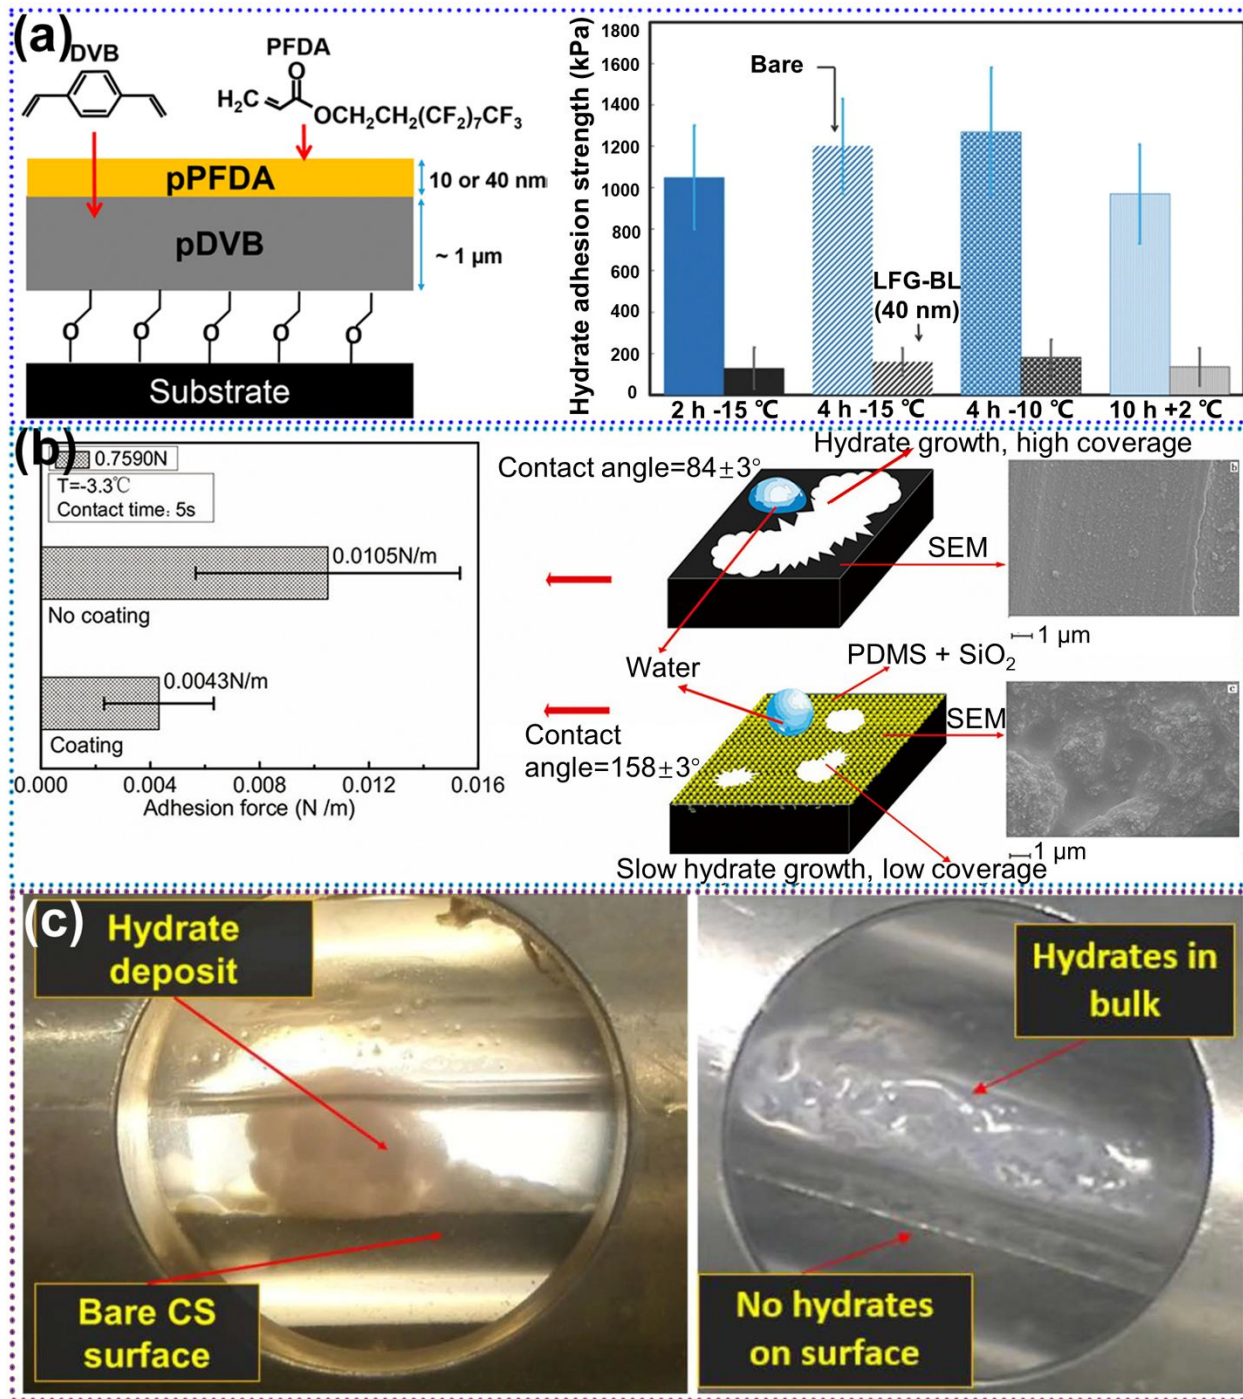 (a)
DVB
PFDA
O
H₂C
OCH₂CH₂(CF₂)₇CF₃
pPFDA
10 or 40 nm
pDVB
~ 1 μm
O
O
O
O
O
Substrate
Hydrate adhesion strength (kPa)
1800
1600
1400
1200
1000
800
600
400
200
0
Bare
LFG-BL
(40 nm)
2 h -15 ℃
4 h -15 ℃
4 h -10 ℃
10 h +2 ℃
(b)
0.7590N
T=-3.3℃
Contact time: 5s
0.0105N/m
No coating
0.0043N/m
Coating
0.000
0.004
0.008
0.012
0.016
Adhesion force (N /m)
Hydrate growth, high coverage
Contact angle=84±3°
SEM
b
1 μm
Water
PDMS + SiO₂
SEM
c
Contact
angle=158±3°
1 μm
Slow hydrate growth, low coverage
(c)
Hydrate
deposit
Bare CS
surface
Hydrates in
bulk
No hydrates
on surface